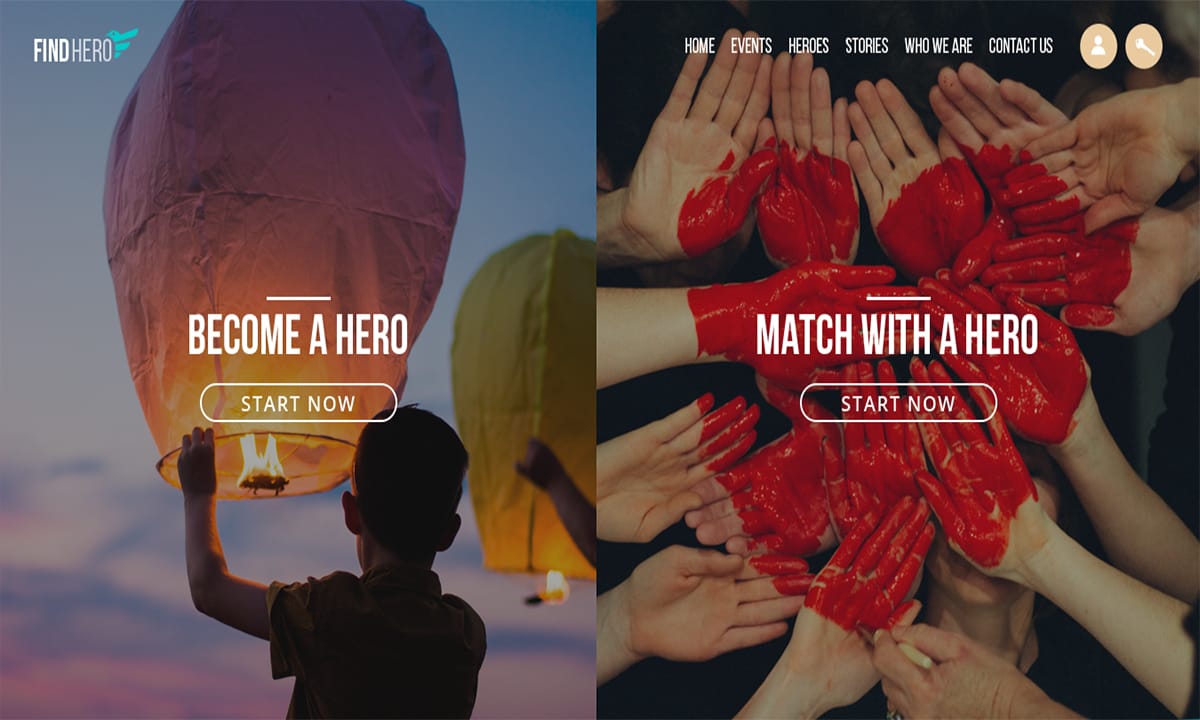 FINDHERO
HOME EVENTS HEROES STORIES WHO WE ARE CONTACT US
BECOME A HERO
START NOW
MATCH WITH A HERO
START NOW